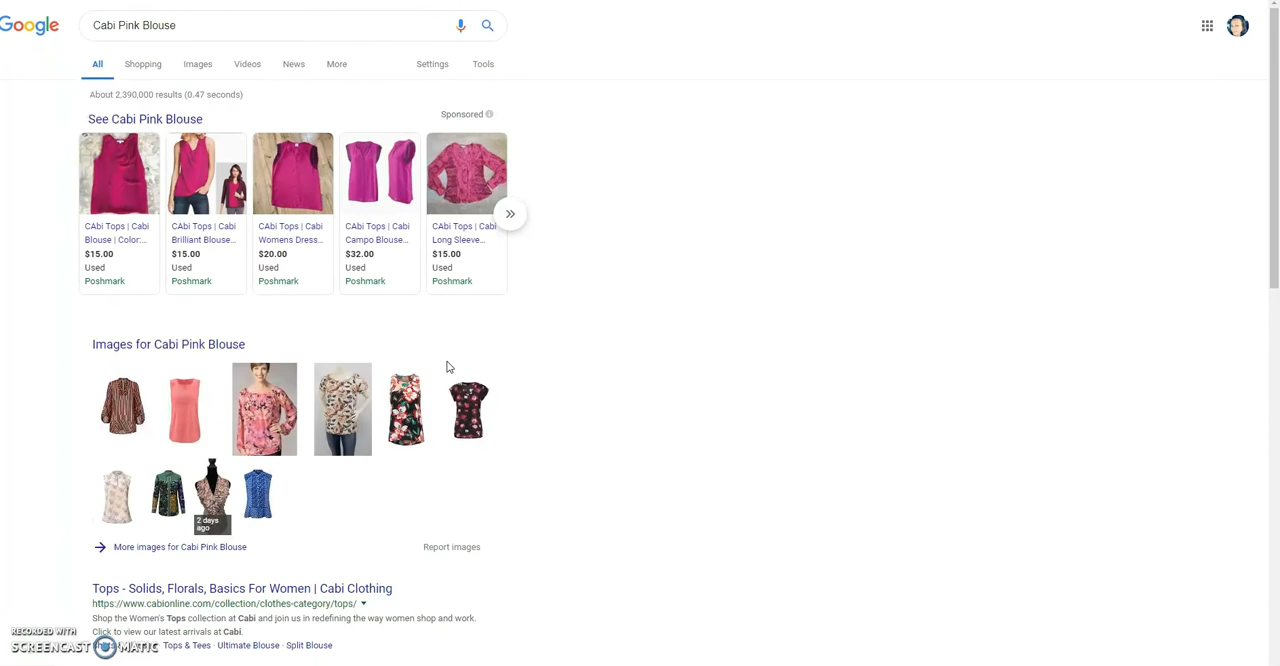 Google
Cabi Pink Blouse
All Shopping Images Videos News More Settings Tools
About 2,390,000 results (0.47 seconds)
See Cabi Pink Blouse
Sponsored
CAbi Tops | Cabi
Blouse | Color:...
$15.00
Used
Poshmark
CAbi Tops | Cabi
Brilliant Blouse...
$15.00
Used
Poshmark
CAbi Tops | Cabi
Womens Dress...
$20.00
Used
Poshmark
CAbi Tops | Cabi
Campo Blouse...
$32.00
Used
Poshmark
CAbi Tops | Cabi
Long Sleeve...
$15.00
Used
Poshmark
Images for Cabi Pink Blouse
2 days
ago
More images for Cabi Pink Blouse
Report images
Tops - Solids, Florals, Basics For Women | Cabi Clothing
https://www.cabionline.com/collection/clothes-category/tops/
Shop the Women's Tops collection at Cabi and join us in redefining the way women shop and work.
Click to view our latest arrivals at Cabi.
Tops & Tees · Ultimate Blouse · Split Blouse
RECORDED WITH
SCREENCAST MATIC